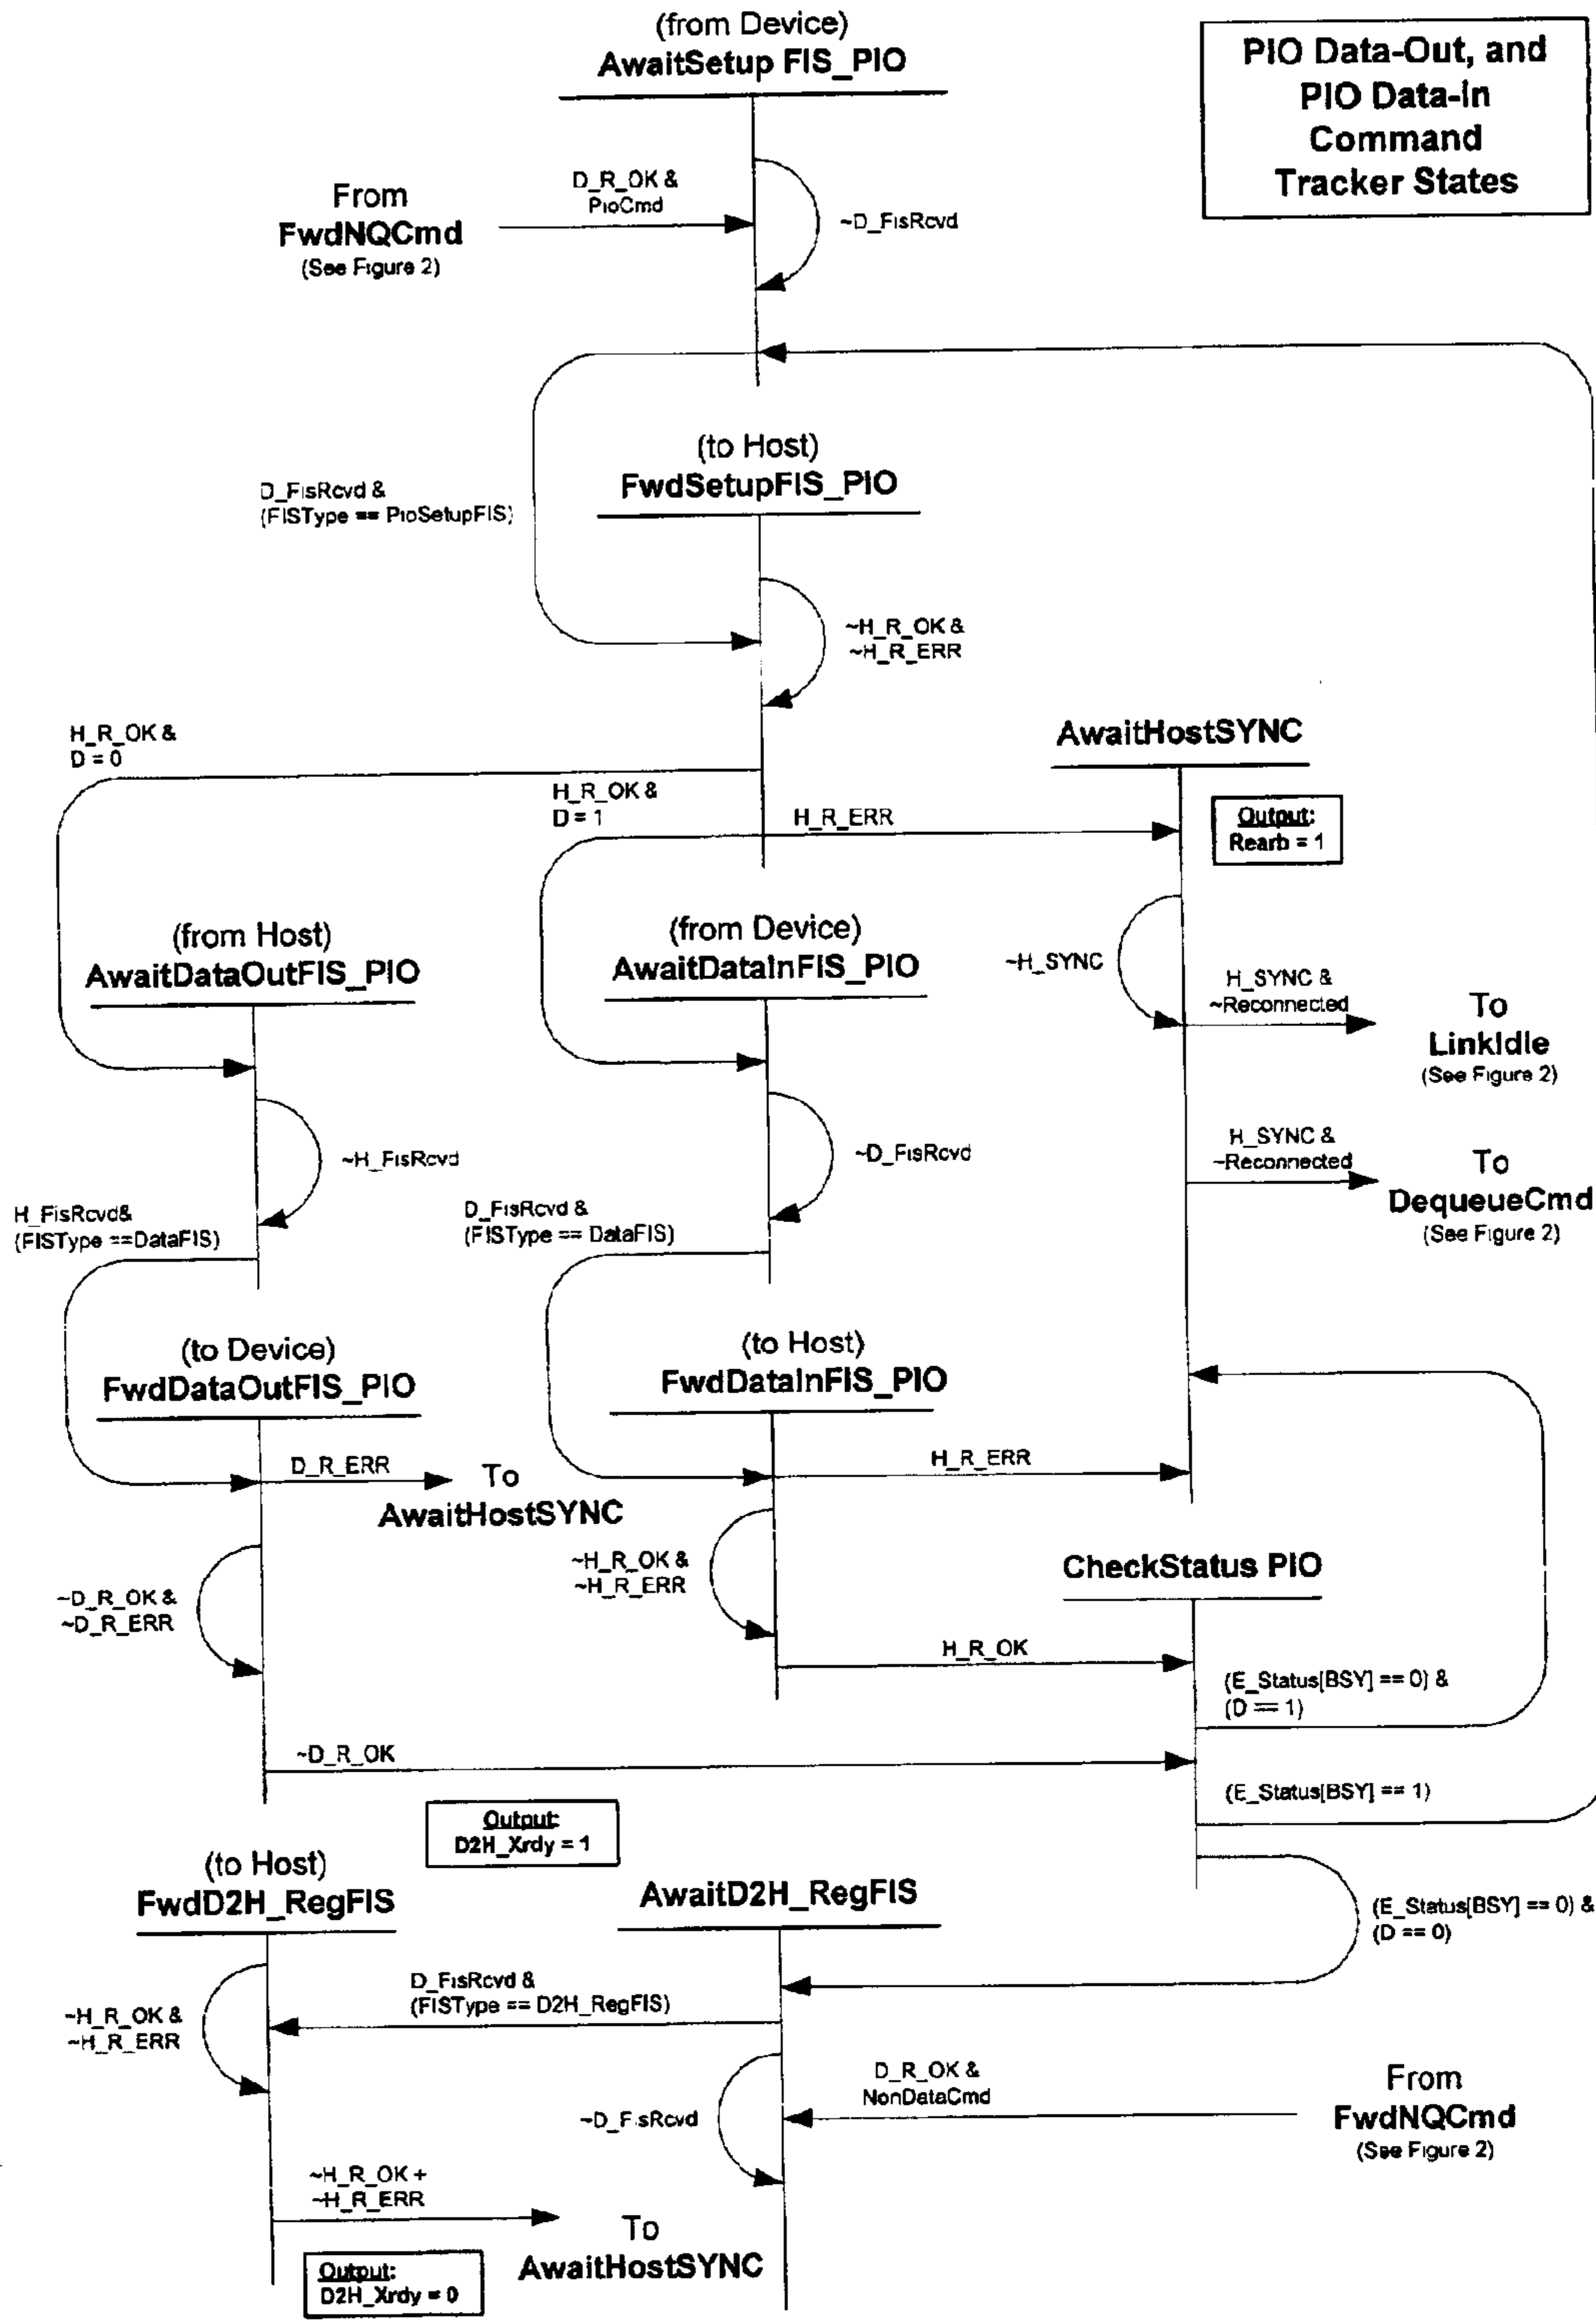 (from Device)
AwaitSetup FIS_PIO
PIO Data-Out, and
PIO Data-In
Command
Tracker States
From
FwdNQCmd
(See Figure 2)
D_R_OK &
PioCmd
~D_FisRcvd
(to Host)
FwdSetupFIS_PIO
D_FisRcvd &
(FISType == PioSetupFIS)
~H_R_OK &
~H_R_ERR
H_R_OK &
D = 0
H_R_OK &
D = 1
H_R_ERR
AwaitHostSYNC
Output:
Rearb = 1
(from Host)
AwaitDataOutFIS_PIO
(from Device)
AwaitDataInFIS_PIO
~H_SYNC
H_SYNC &
~Reconnected
To
LinkIdle
(See Figure 2)
~H_FisRcvd
~D_FisRcvd
H_SYNC &
~Reconnected
To
DequeueCmd
(See Figure 2)
H_FisRcvd&
(FISType ==DataFIS)
D_FisRcvd &
(FISType == DataFIS)
(to Device)
FwdDataOutFIS_PIO
(to Host)
FwdDataInFIS_PIO
D_R_ERR
To
AwaitHostSYNC
H_R_ERR
~D_R_OK &
~D_R_ERR
~H_R_OK &
~H_R_ERR
CheckStatus PIO
H_R_OK
(E_Status[BSY] == 0) &
(D == 1)
~D_R_OK
(E_Status[BSY] == 1)
Output:
D2H_Xrdy = 1
(to Host)
FwdD2H_RegFIS
AwaitD2H_RegFIS
(E_Status[BSY] == 0) &
(D == 0)
D_FisRcvd &
(FISType == D2H_RegFIS)
~H_R_OK &
~H_R_ERR
~D_FisRcvd
D_R_OK &
NonDataCmd
From
FwdNQCmd
(See Figure 2)
~H_R_OK +
~H_R_ERR
To
AwaitHostSYNC
Output:
D2H_Xrdy = 0